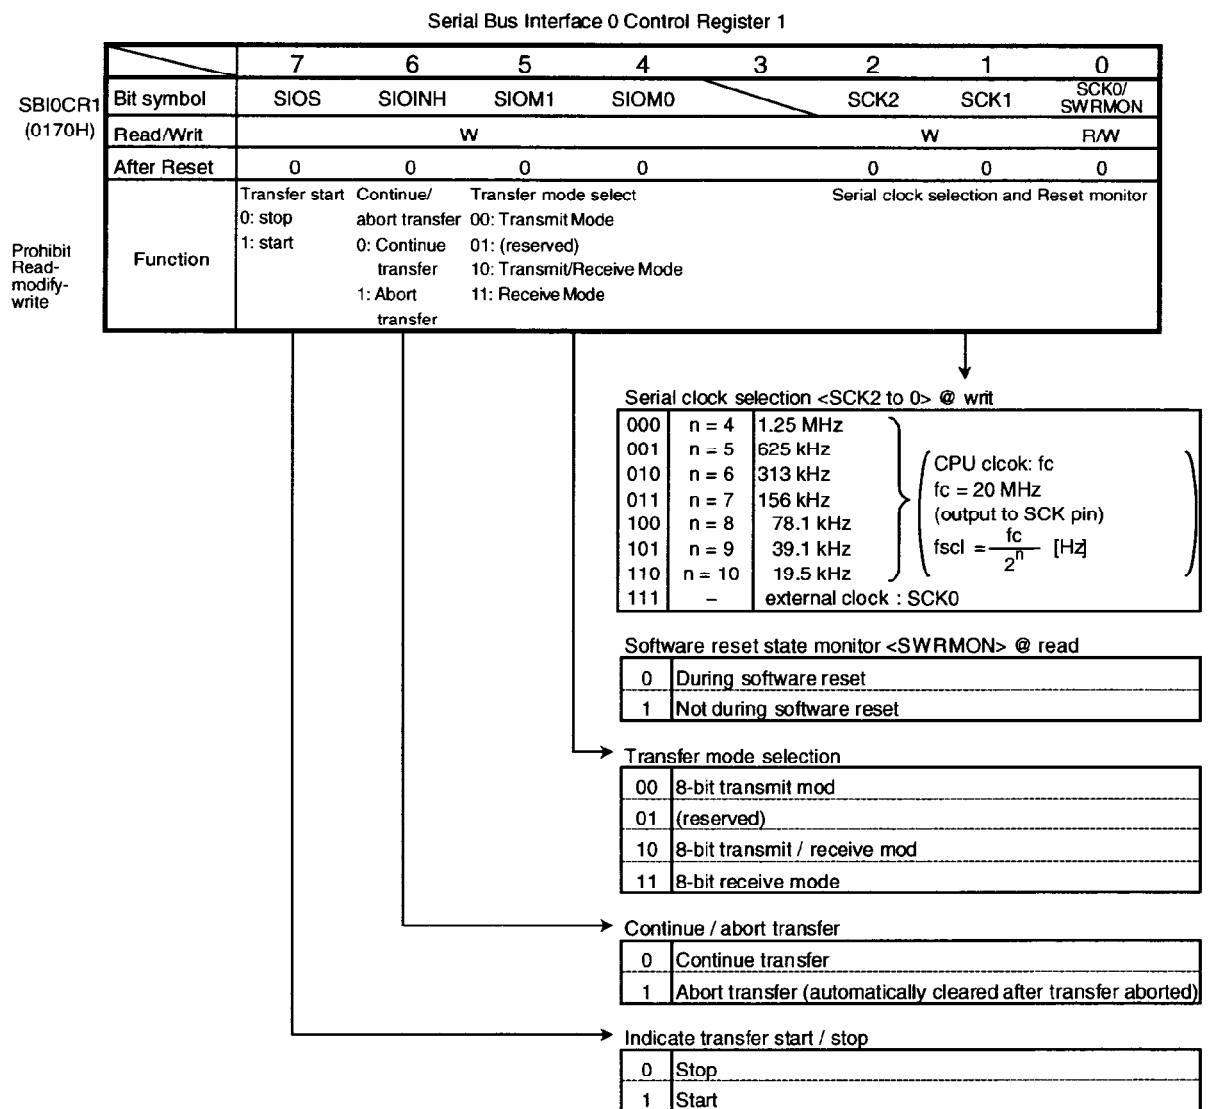 Serial Bus Interface 0 Control Register 1
7 6 5 4 3 2 1 0
SBI0CR1
(0170H)
Bit symbol SIOS SIOINH SIOM1 SIOM0 SCK2 SCK1 SCK0/
SWRMON
Read/Writ W W R/W
After Reset 0 0 0 0 0 0 0
Prohibit
Read-
modify-
write
Function
Transfer start
0: stop
1: start
Continue/
abort transfer
0: Continue
transfer
1: Abort
transfer
Transfer mode select
00: Transmit Mode
01: (reserved)
10: Transmit/Receive Mode
11: Receive Mode
Serial clock selection and Reset monitor
Serial clock selection <SCK2 to 0> @ writ
000 n = 4 1.25 MHz
001 n = 5 625 kHz
010 n = 6 313 kHz
011 n = 7 156 kHz
100 n = 8 78.1 kHz
101 n = 9 39.1 kHz
110 n = 10 19.5 kHz
111 – external clock : SCK0
CPU clcok: fc
fc = 20 MHz
(output to SCK pin)
fscl = fc / 2^n [Hz]
Software reset state monitor <SWRMON> @ read
0 During software reset
1 Not during software reset
Transfer mode selection
00 8-bit transmit mod
01 (reserved)
10 8-bit transmit / receive mod
11 8-bit receive mode
Continue / abort transfer
0 Continue transfer
1 Abort transfer (automatically cleared after transfer aborted)
Indicate transfer start / stop
0 Stop
1 Start